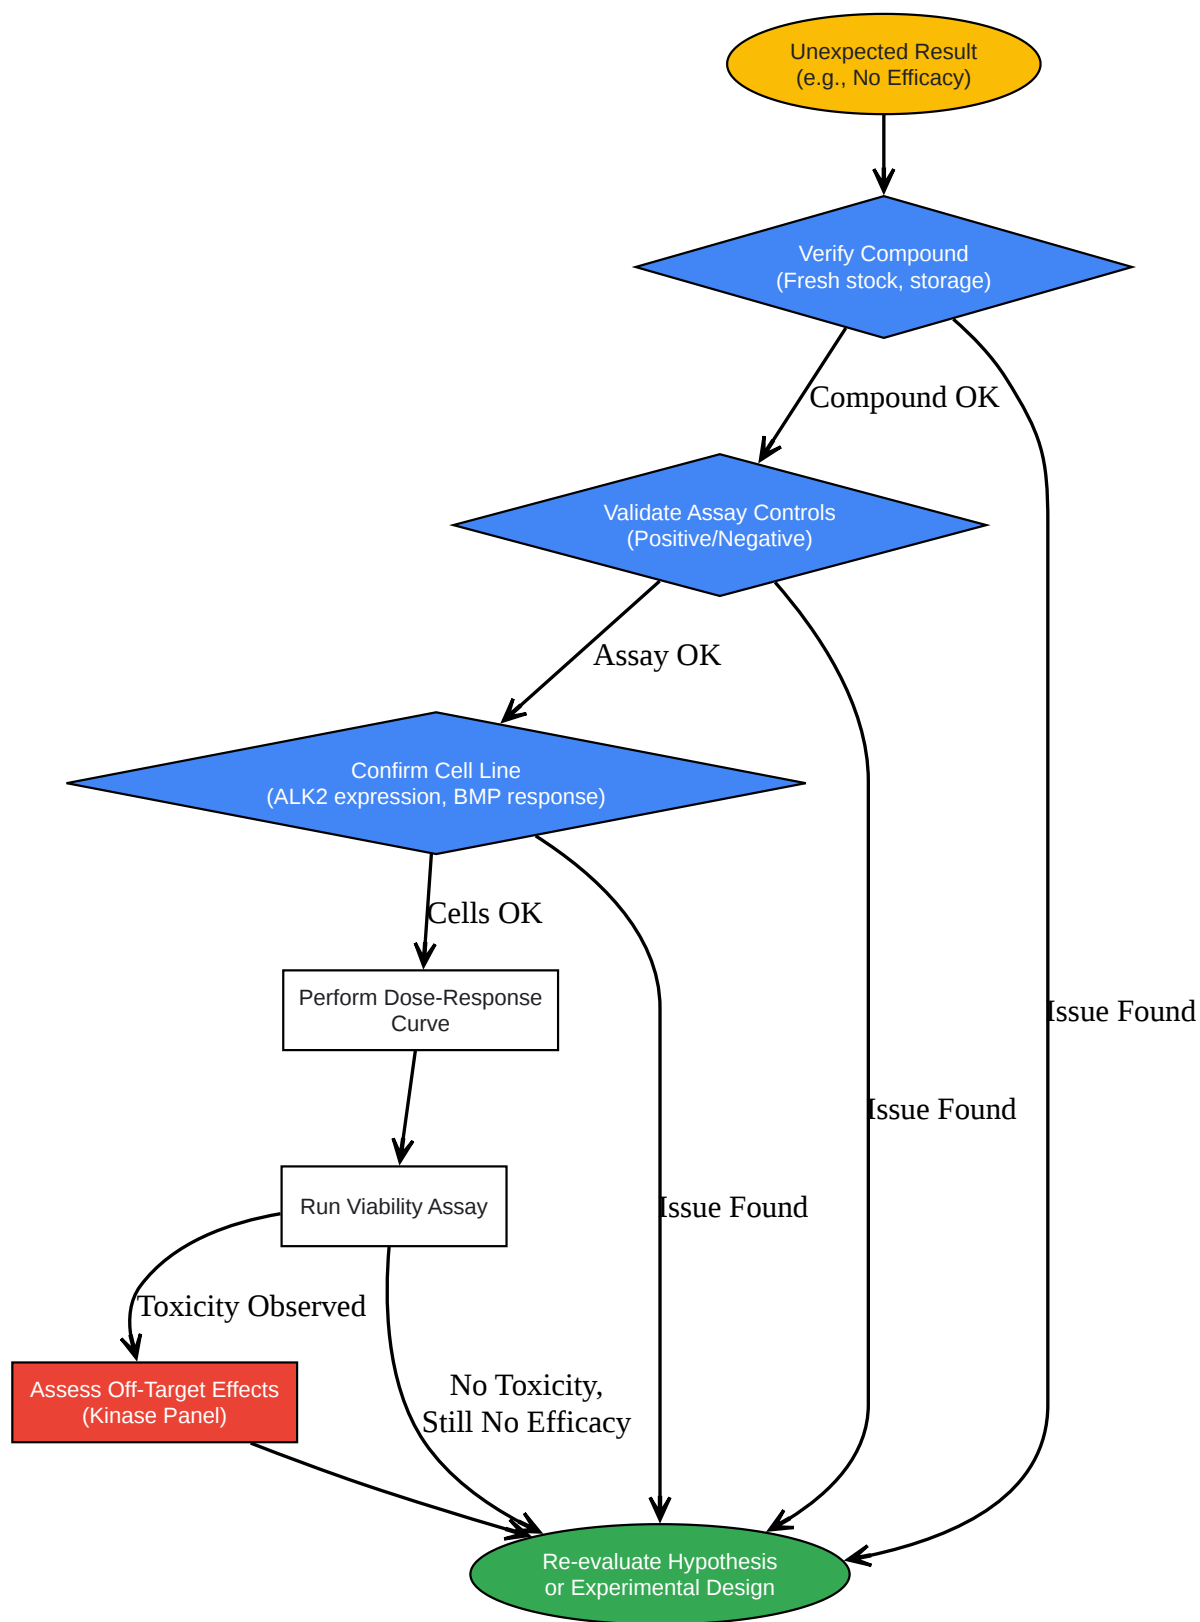 Unexpected Result
(e.g., No Efficacy)
Verify Compound
(Fresh stock, storage)
Compound OK
Validate Assay Controls
(Positive/Negative)
Assay OK
Confirm Cell Line
(ALK2 expression, BMP response)
Cells OK
Perform Dose-Response
Curve
Issue Found
Issue Found
Run Viability Assay
Issue Found
Toxicity Observed
No Toxicity,
Still No Efficacy
Assess Off-Target Effects
(Kinase Panel)
Re-evaluate Hypothesis
or Experimental Design